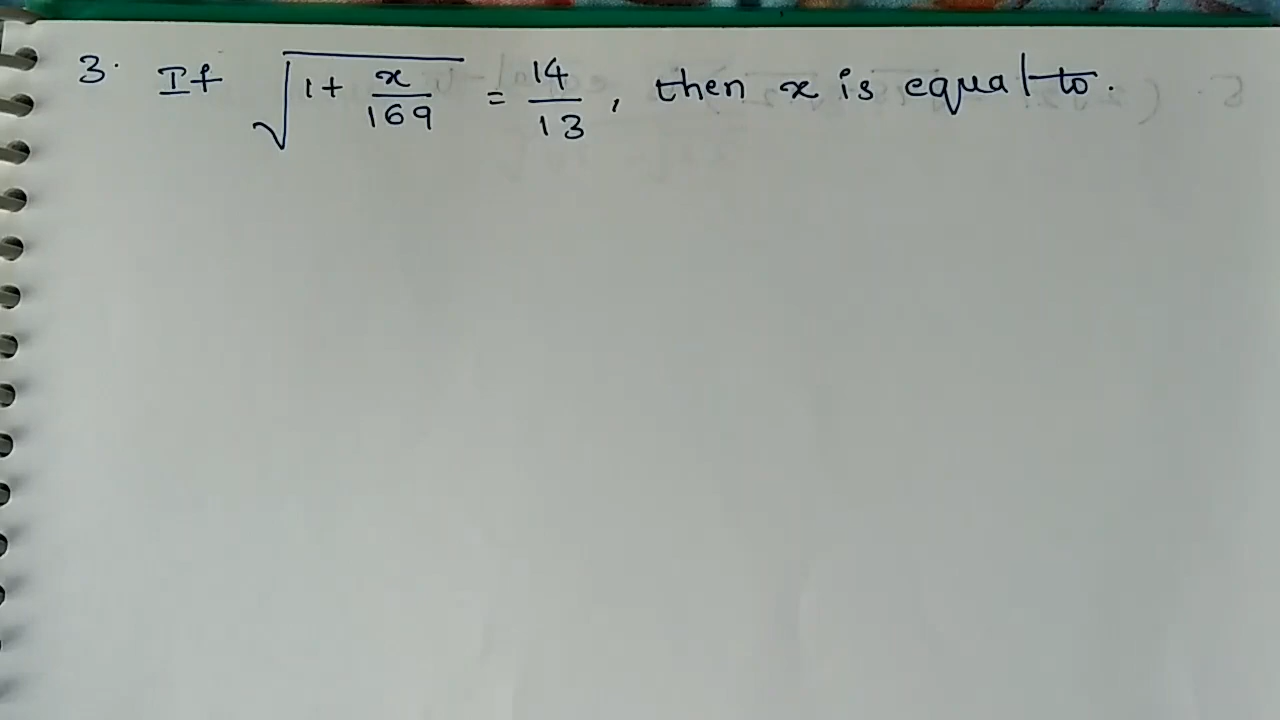 3. If √(1 + x/169) = 14/13, then x is equal to.